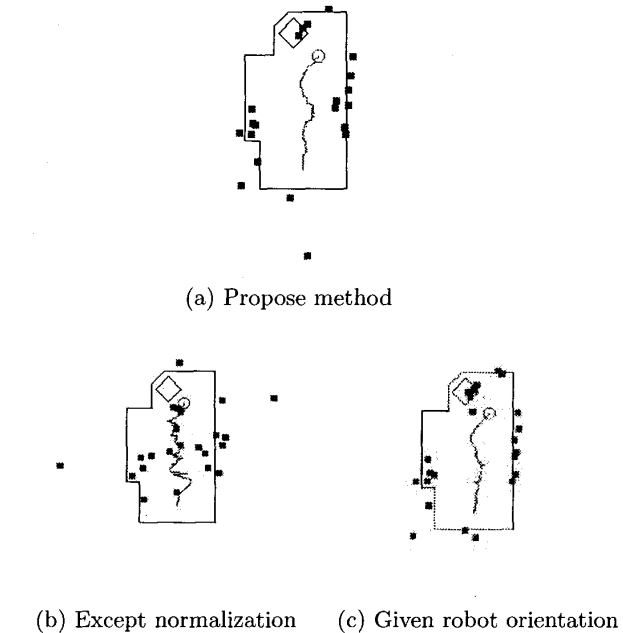 (a) Propose method
(b) Except normalization
(c) Given robot orientation